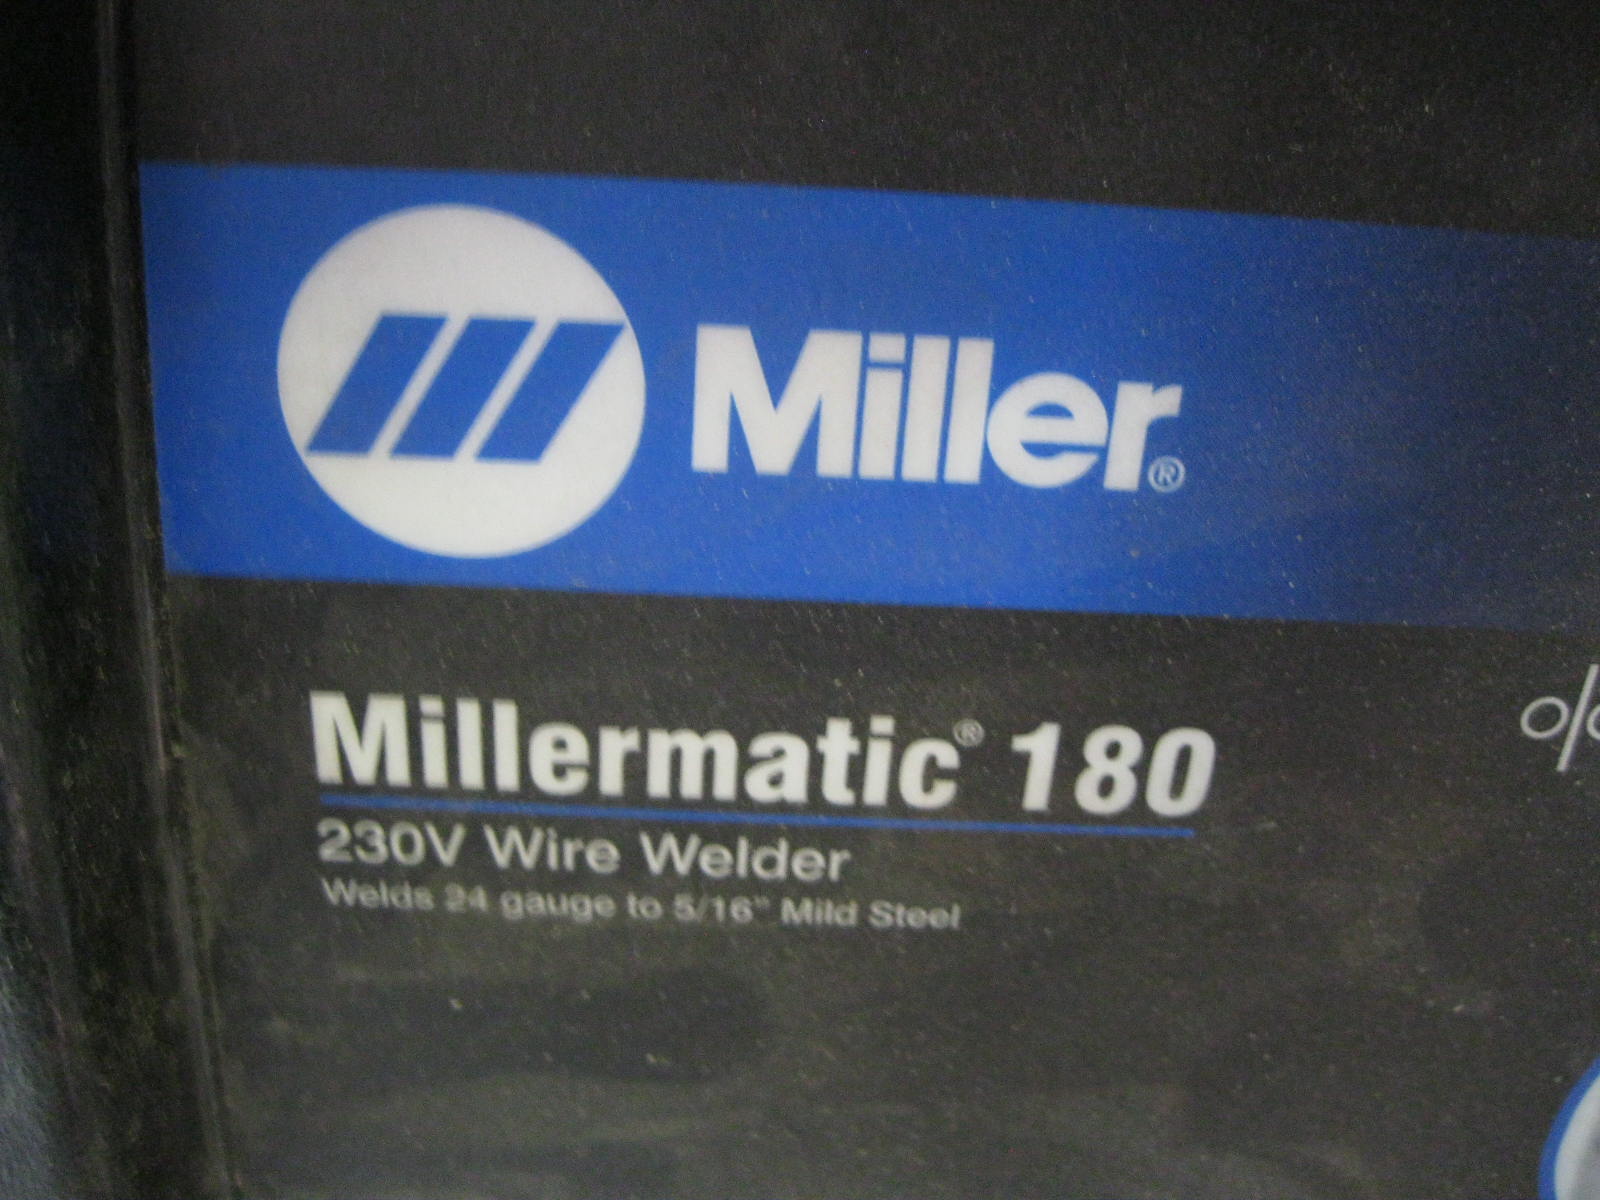 Miller®
Millermatic® 180
230V Wire Welder
Welds 24 gauge to 5/16" Mild Steel